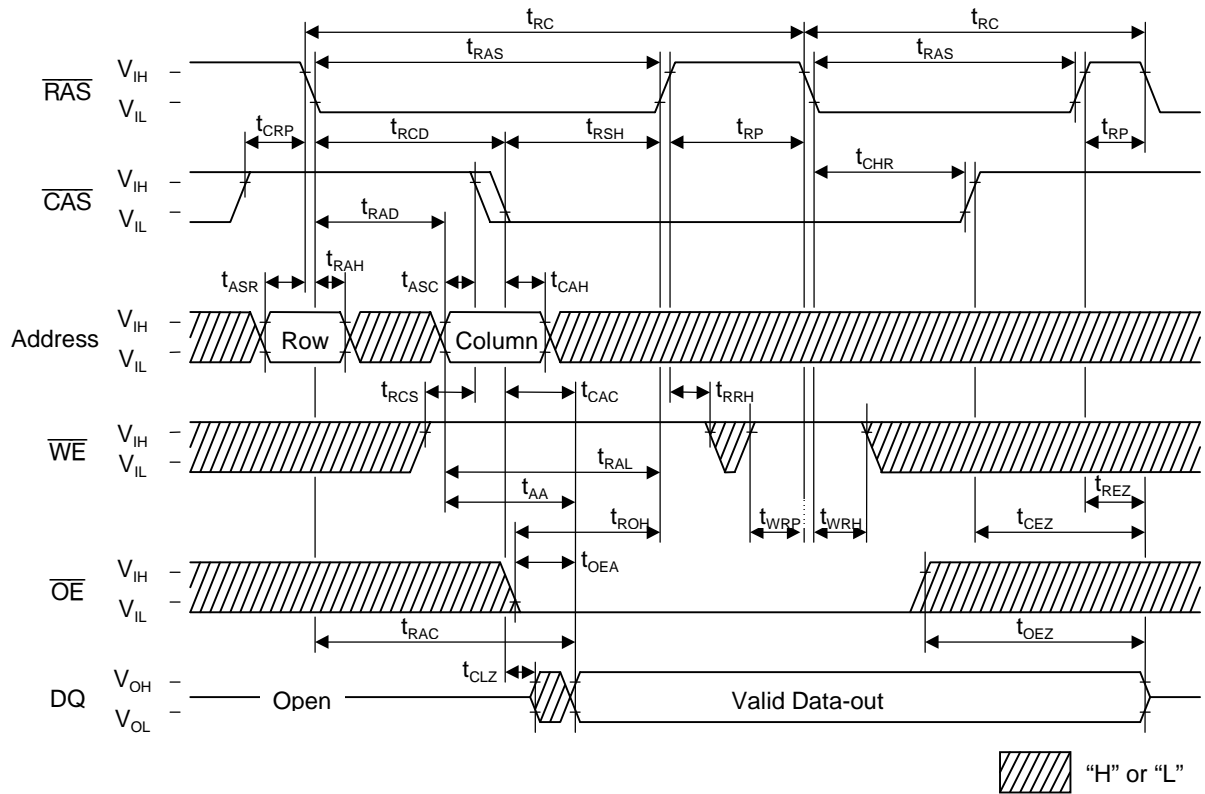 tRC tRC
tRAS tRAS
RAS VIH
VIL
tCRP tRCD tRSH tRP tRP
tCHR
CAS VIH
VIL
tRAD
tASR tRAH tASC tCAH
Address VIH
VIL
Row Column
tRCS tCAC tRRH
WE VIH
VIL
tRAL
tAA tREZ
tROH tWRP tWRH tCEZ
tOEA
OE VIH
VIL
tRAC tOEZ
tCLZ
DQ VOH
VOL
Open Valid Data-out
“H” or “L”